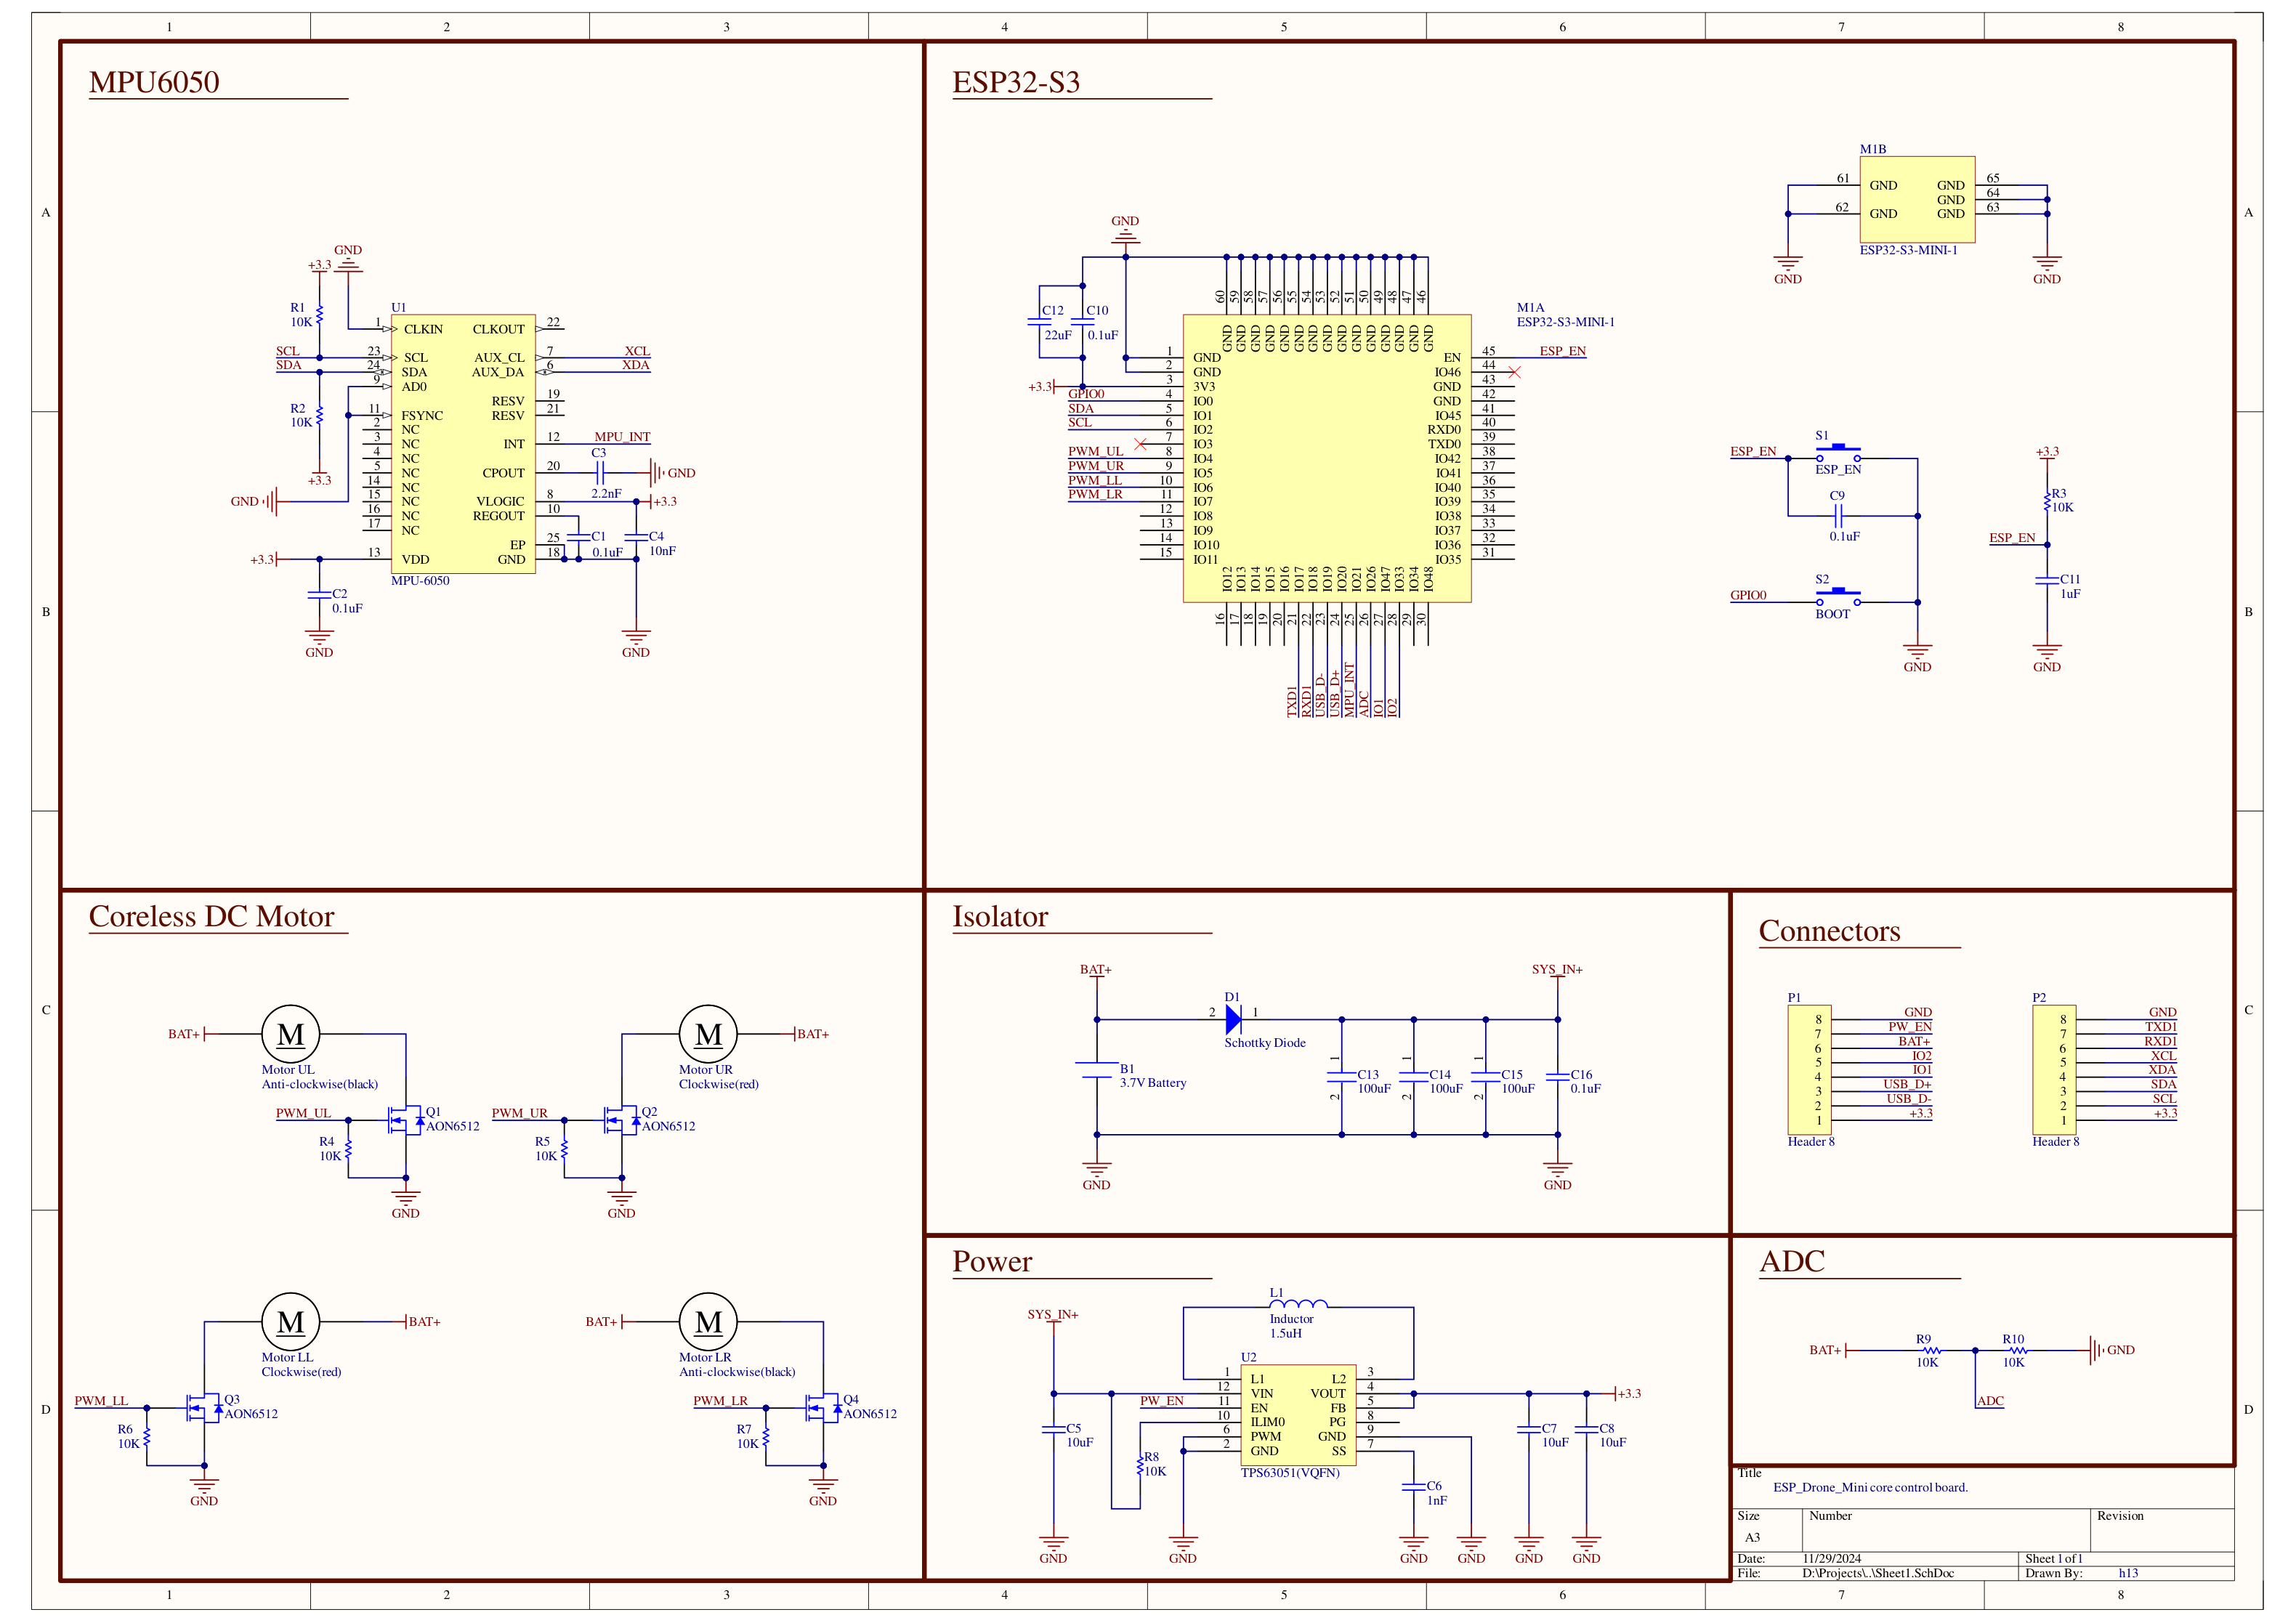 1 2 3 4 5 6 7 8
A
B
C
D
A
B
C
D
MPU6050
+3.3
GND
R1
10K
SCL
SDA
R2
10K
+3.3
GND
+3.3
C2
0.1uF
GND
U1
1 CLKIN
23 SCL
24 SDA
9 AD0
11 FSYNC
2 NC
3 NC
4 NC
5 NC
14 NC
15 NC
16 NC
17 NC
13 VDD
CLKOUT 22
AUX_CL 7 XCL
AUX_DA 6 XDA
RESV 19
RESV 21
INT 12 MPU_INT
CPOUT 20
VLOGIC 8
REGOUT 10
EP 25
GND 18
MPU-6050
C3
2.2nF
GND
+3.3
C1
0.1uF
C4
10nF
GND
ESP32-S3
GND
C12
22uF
C10
0.1uF
+3.3
60 59 58 57 56 55 54 53 52 51 50 49 48 47 46
GND GND GND GND GND GND GND GND GND GND GND GND GND GND GND
M1A
ESP32-S3-MINI-1
1 GND
2 GND
3 3V3
GPIO0 4 IO0
SDA 5 IO1
SCL 6 IO2
7 IO3
PWM_UL 8 IO4
PWM_UR 9 IO5
PWM_LL 10 IO6
PWM_LR 11 IO7
12 IO8
13 IO9
14 IO10
15 IO11
EN 45 ESP_EN
IO46 44
GND 43
GND 42
IO45 41
RXD0 40
TXD0 39
IO42 38
IO41 37
IO40 36
IO39 35
IO38 34
IO37 33
IO36 32
IO35 31
IO12 IO13 IO14 IO15 IO16 IO17 IO18 IO19 IO20 IO21 IO26 IO47 IO33 IO34 IO48
16 17 18 19 20 21 22 23 24 25 26 27 28 29 30
TXD1 RXD1 USB_D- USB_D+ MPU_INT ADC IO1 IO2
M1B
61 GND GND 65
GND 64
62 GND GND 63
ESP32-S3-MINI-1
GND
GND
ESP_EN
S1
ESP_EN
C9
0.1uF
GPIO0
S2
BOOT
GND
+3.3
R3
10K
ESP_EN
C11
1uF
GND
Coreless DC Motor
BAT+
M
Motor UL
Anti-clockwise(black)
PWM_UL
Q1
AON6512
R4
10K
GND
M
BAT+
Motor UR
Clockwise(red)
PWM_UR
Q2
AON6512
R5
10K
GND
M
BAT+
Motor LL
Clockwise(red)
PWM_LL
Q3
AON6512
R6
10K
GND
BAT+
M
Motor LR
Anti-clockwise(black)
PWM_LR
Q4
AON6512
R7
10K
GND
Isolator
BAT+
SYS_IN+
D1
2 1
Schottky Diode
B1
3.7V Battery
1
C13
100uF
2
1
C14
100uF
2
1
C15
100uF
2
C16
0.1uF
GND
GND
Connectors
P1
8 GND
7 PW_EN
6 BAT+
5 IO2
4 IO1
3 USB_D+
2 USB_D-
1 +3.3
Header 8
P2
8 GND
7 TXD1
6 RXD1
5 XCL
4 XDA
3 SDA
2 SCL
1 +3.3
Header 8
Power
SYS_IN+
L1
Inductor
1.5uH
U2
1 L1 L2 3
12 VIN VOUT 4
PW_EN 11 EN FB 5
10 ILIM0 PG 8
6 PWM GND 9
2 GND SS 7
TPS63051(VQFN)
+3.3
C5
10uF
R8
10K
C6
1nF
C7
10uF
C8
10uF
GND GND GND GND GND GND
ADC
BAT+
R9
10K
R10
10K
GND
ADC
Title
ESP_Drone_Mini core control board.
Size Number Revision
A3
Date: 11/29/2024 Sheet 1 of 1
File: D:\Projects\..\Sheet1.SchDoc Drawn By: h13
1 2 3 4 5 6 7 8